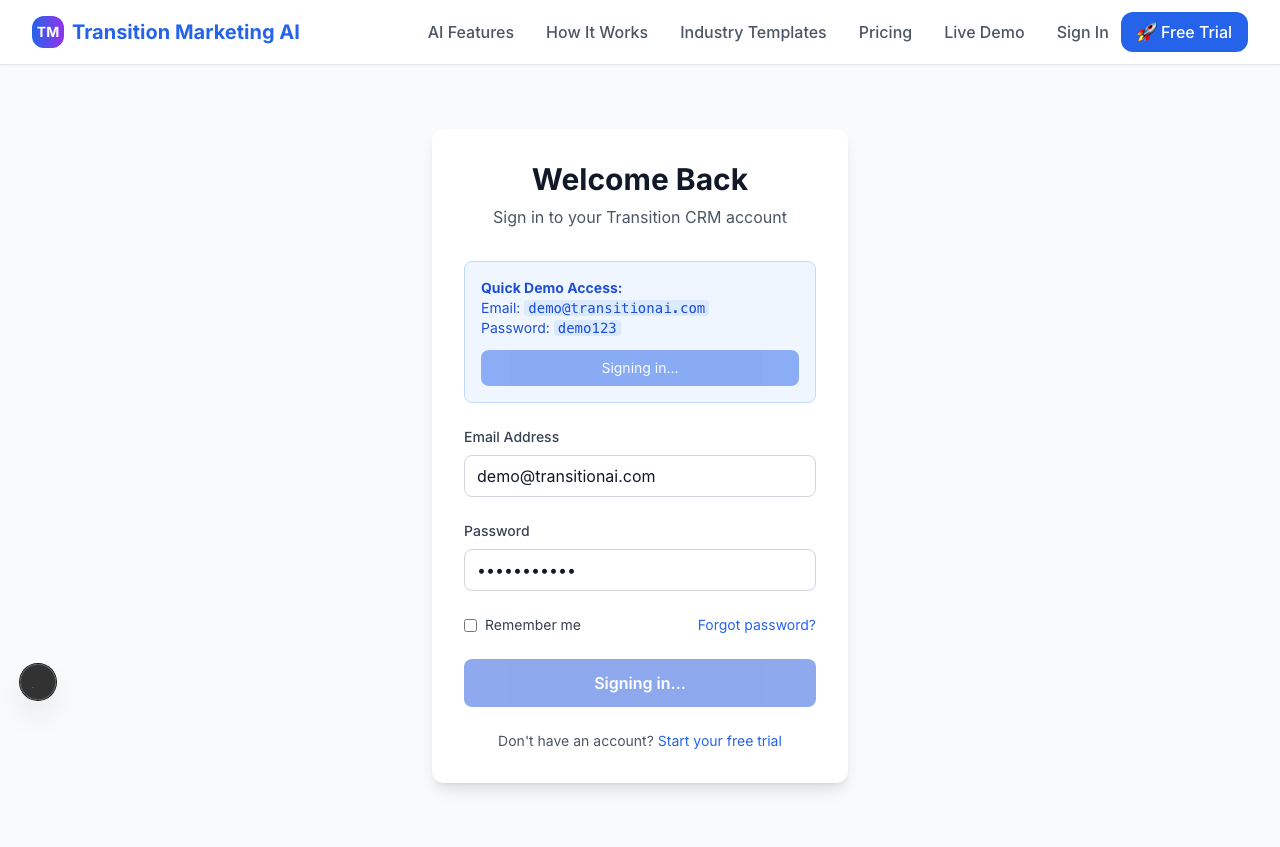 TM Transition Marketing AI AI Features How It Works Industry Templates Pricing Live Demo Sign In 🚀 Free Trial
Welcome Back
Sign in to your Transition CRM account
Quick Demo Access:
Email: demo@transitionai.com
Password: demo123
Signing in...
Email Address
demo@transitionai.com
Password
•••••••••••
Remember me Forgot password?
Signing in...
Don't have an account? Start your free trial